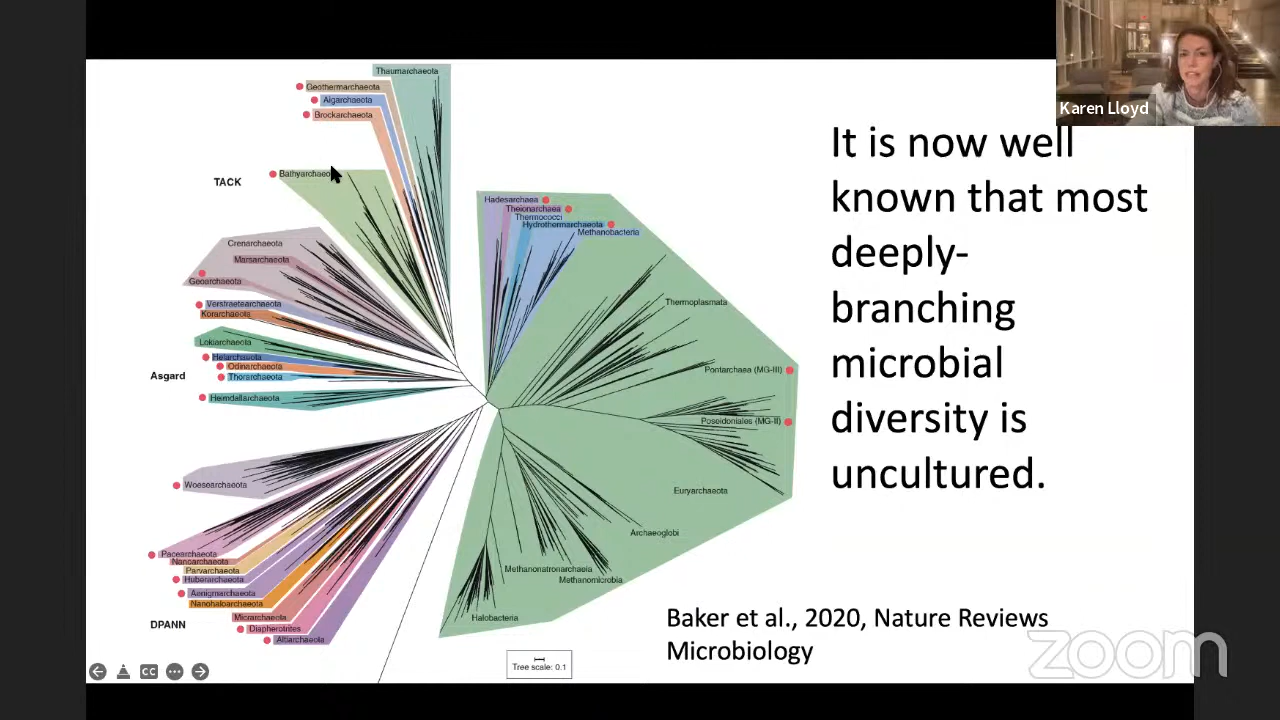 Karen Lloyd
It is now well
known that most
deeply-
branching
microbial
diversity is
uncultured.
Thaumarchaeota
Geothermarchaeota
Aigarchaeota
Brockarchaeota
TACK
Crenarchaeota
Marsarchaeota
Geoarchaeota
Verstraetearchaeota
Korarchaeota
Lokiarchaeota
Asgard
Helarchaeota
Odinarchaeota
Thorarchaeota
Heimdallarchaeota
Woesearchaeota
Pacearchaeota
Nanoarchaeota
Parvarchaeota
Huberarchaeota
Aenigmarchaeota
Nanohaloarchaeota
DPANN
Micrarchaeota
Diapherotrites
Altiarchaeota
Hadesarchaea
Theionarchaea
Thermococci
Hydrothermarchaeota
Methanobacteria
Thermoplasmata
Pontarchaea (MG-III)
Poseidoniales (MG-II)
Euryarchaeota
Archaeoglobi
Methanonatronarchaeia
Methanomicrobia
Halobacteria
Tree scale: 0.1
Baker et al., 2020, Nature Reviews
Microbiology
CC
zoom